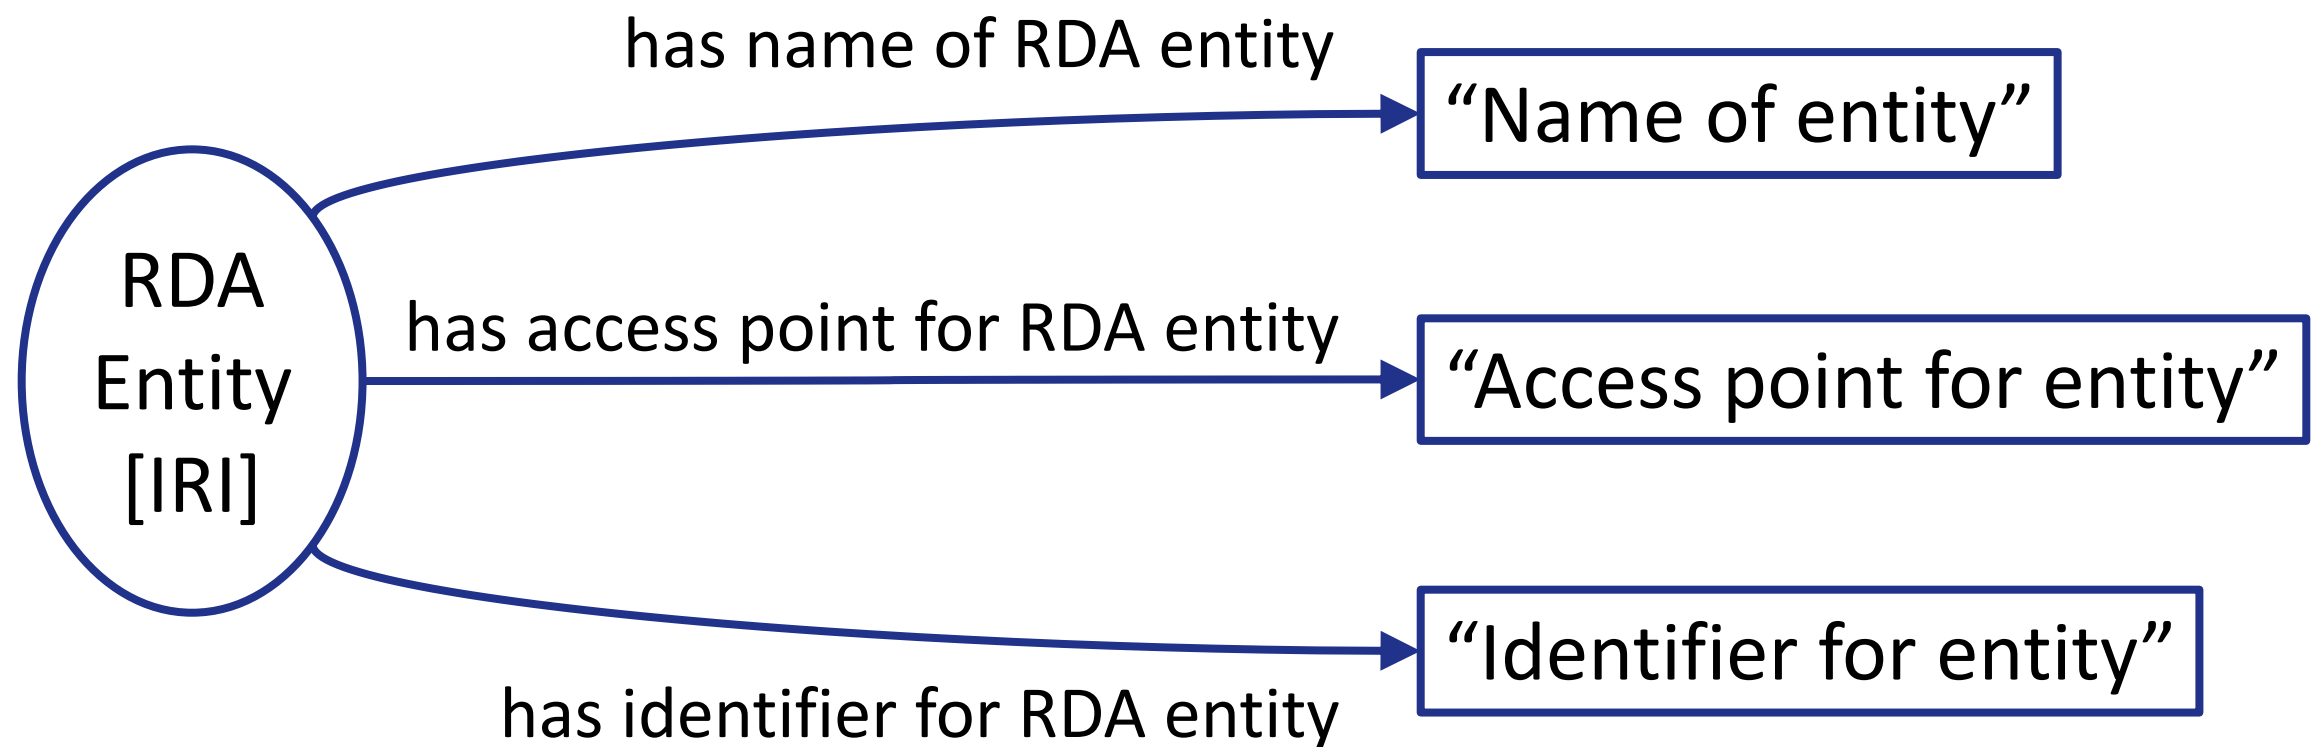 has name of RDA entity
“Name of entity”
RDA
Entity
[IRI]
has access point for RDA entity
“Access point for entity”
“Identifier for entity”
has identifier for RDA entity